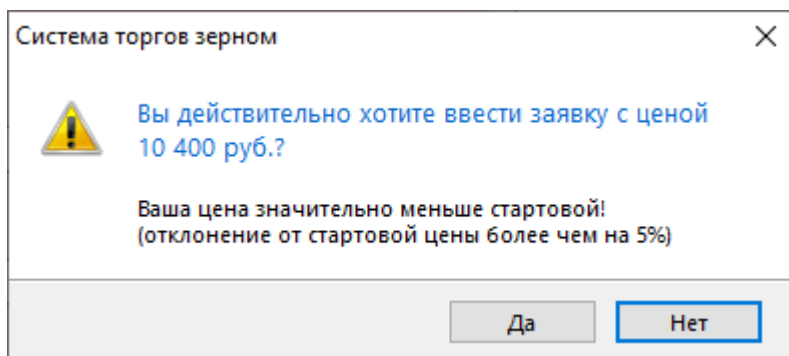 Система торгов зерном
Вы действительно хотите ввести заявку с ценой
10 400 руб.?
Ваша цена значительно меньше стартовой!
(отклонение от стартовой цены более чем на 5%)
Да
Нет